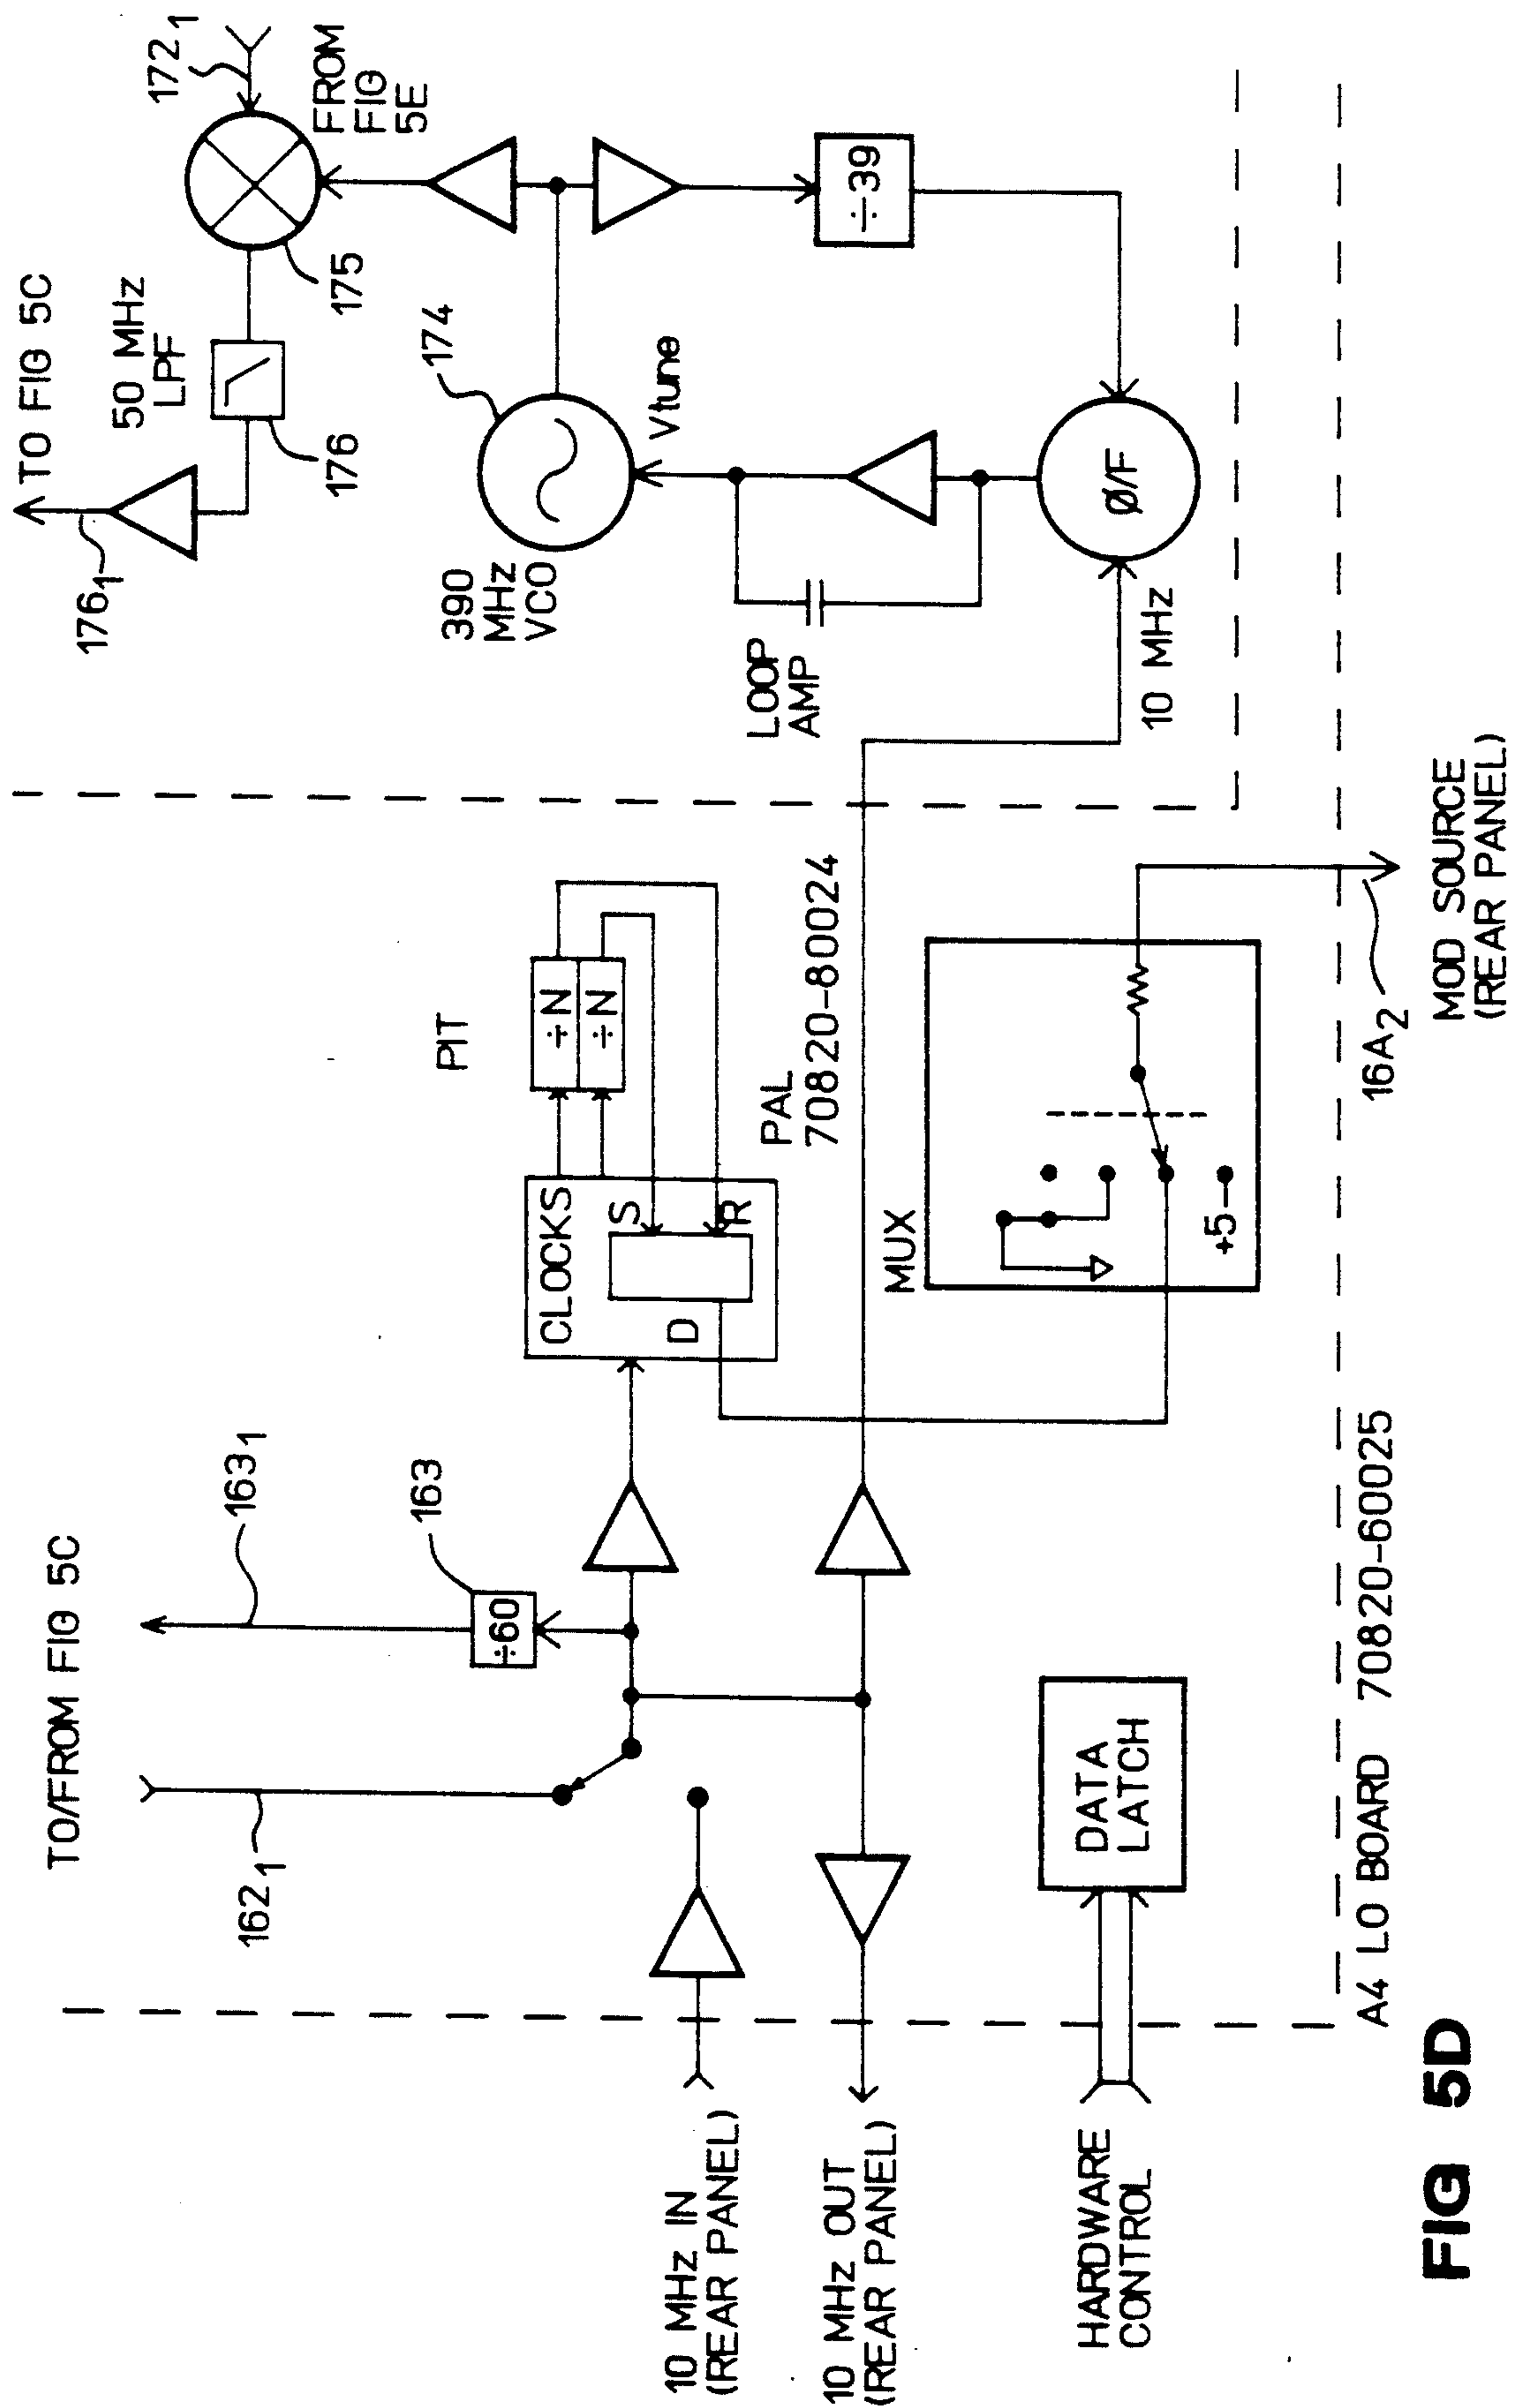 TO/FROM FIG 5C
TO FIG 5C
162₁
163₁
163
÷60
176₁
50 MHz
LPF
176
175
172₁
FROM
FIG
5E
390
MHz
VCO
174
Vtune
LOOP
AMP
÷39
Ø/F
10 MHz
PIT
÷N
÷N
CLOCKS
S
R
D
PAL
70820-80024
MUX
+5
10 MHz IN
(REAR PANEL)
10 MHz OUT
(REAR PANEL)
HARDWARE
CONTROL
DATA
LATCH
16A₂
MOD SOURCE
(REAR PANEL)
A4 LO BOARD 70820-60025
FIG 5D